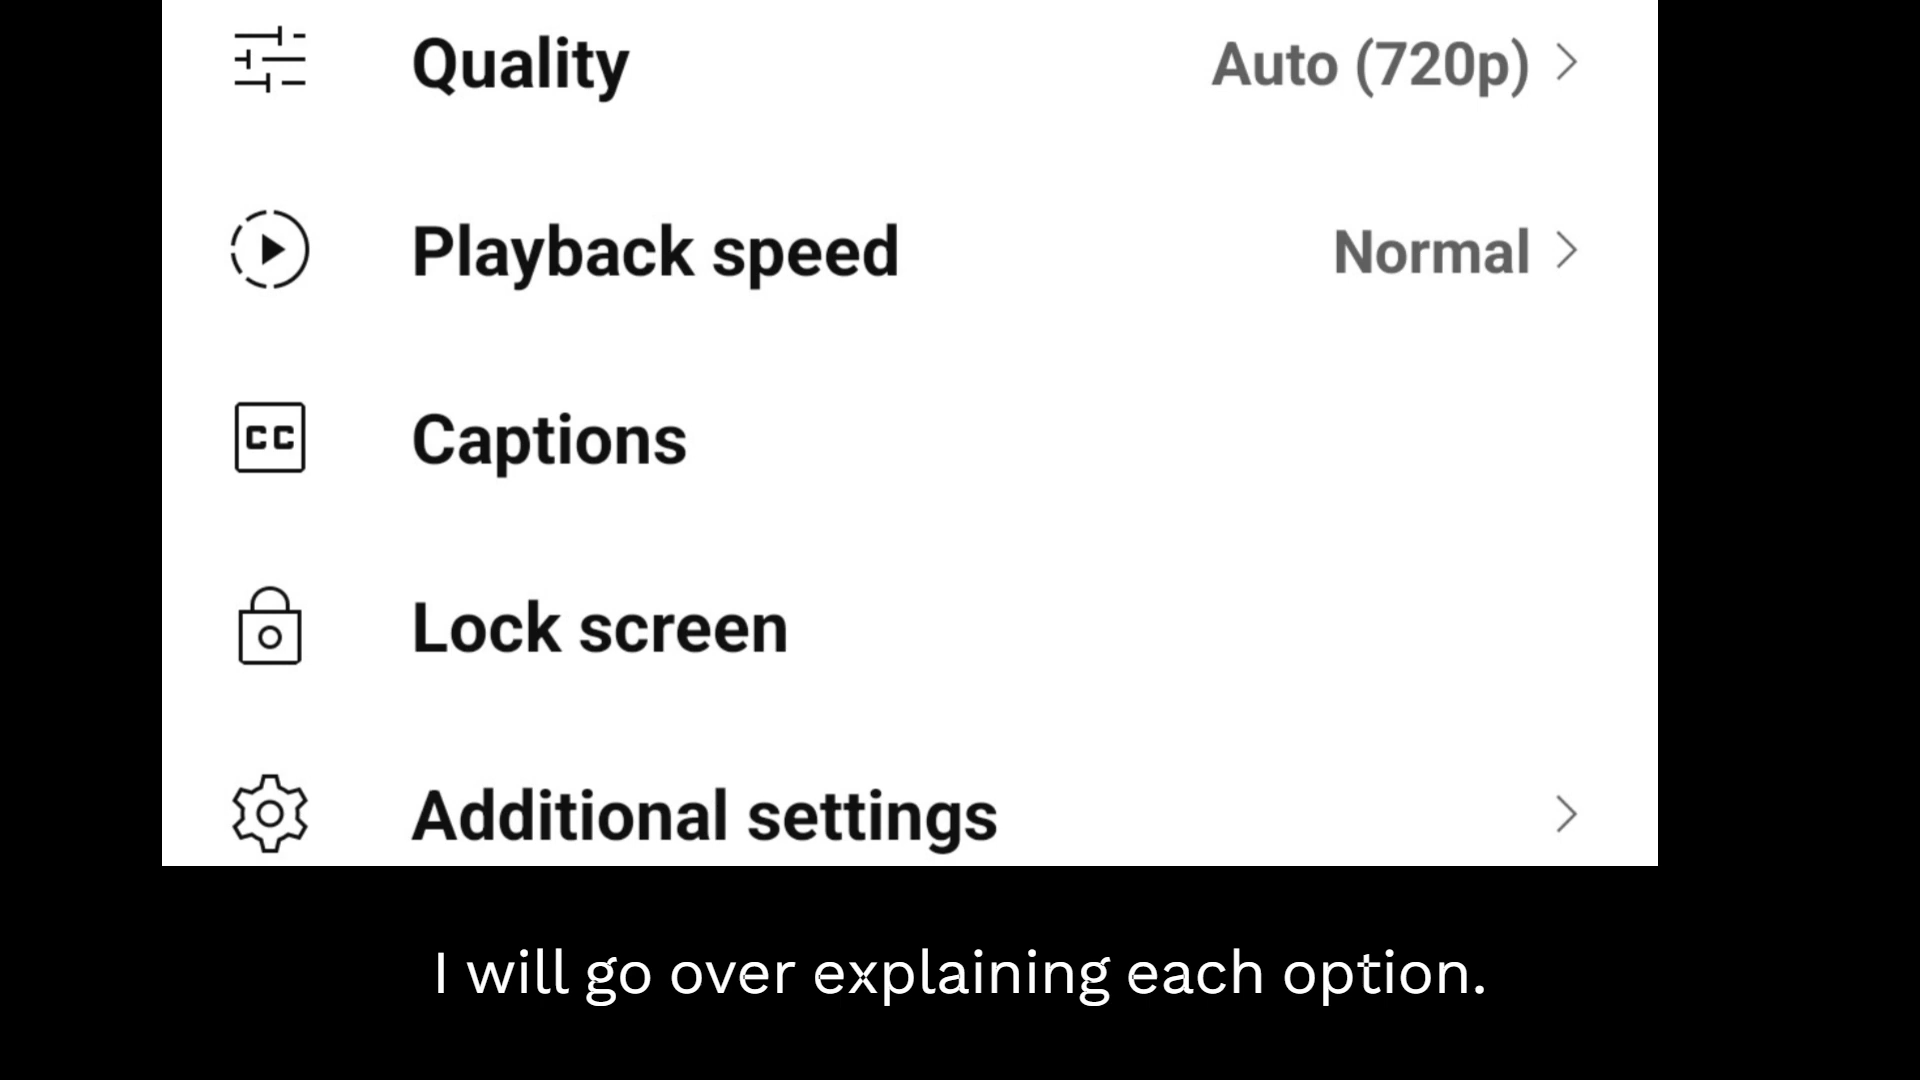 Quality Auto (720p)
Playback speed Normal
CC Captions
Lock screen
Additional settings
I will go over explaining each option.